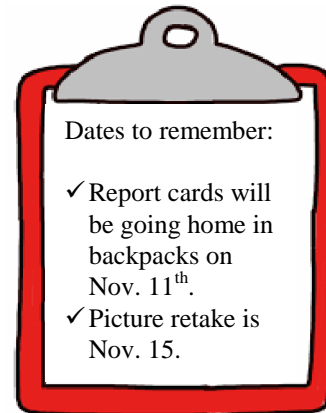 Dates to remember:
✓ Report cards will
be going home in
backpacks on
Nov. 11th.
✓ Picture retake is
Nov. 15.